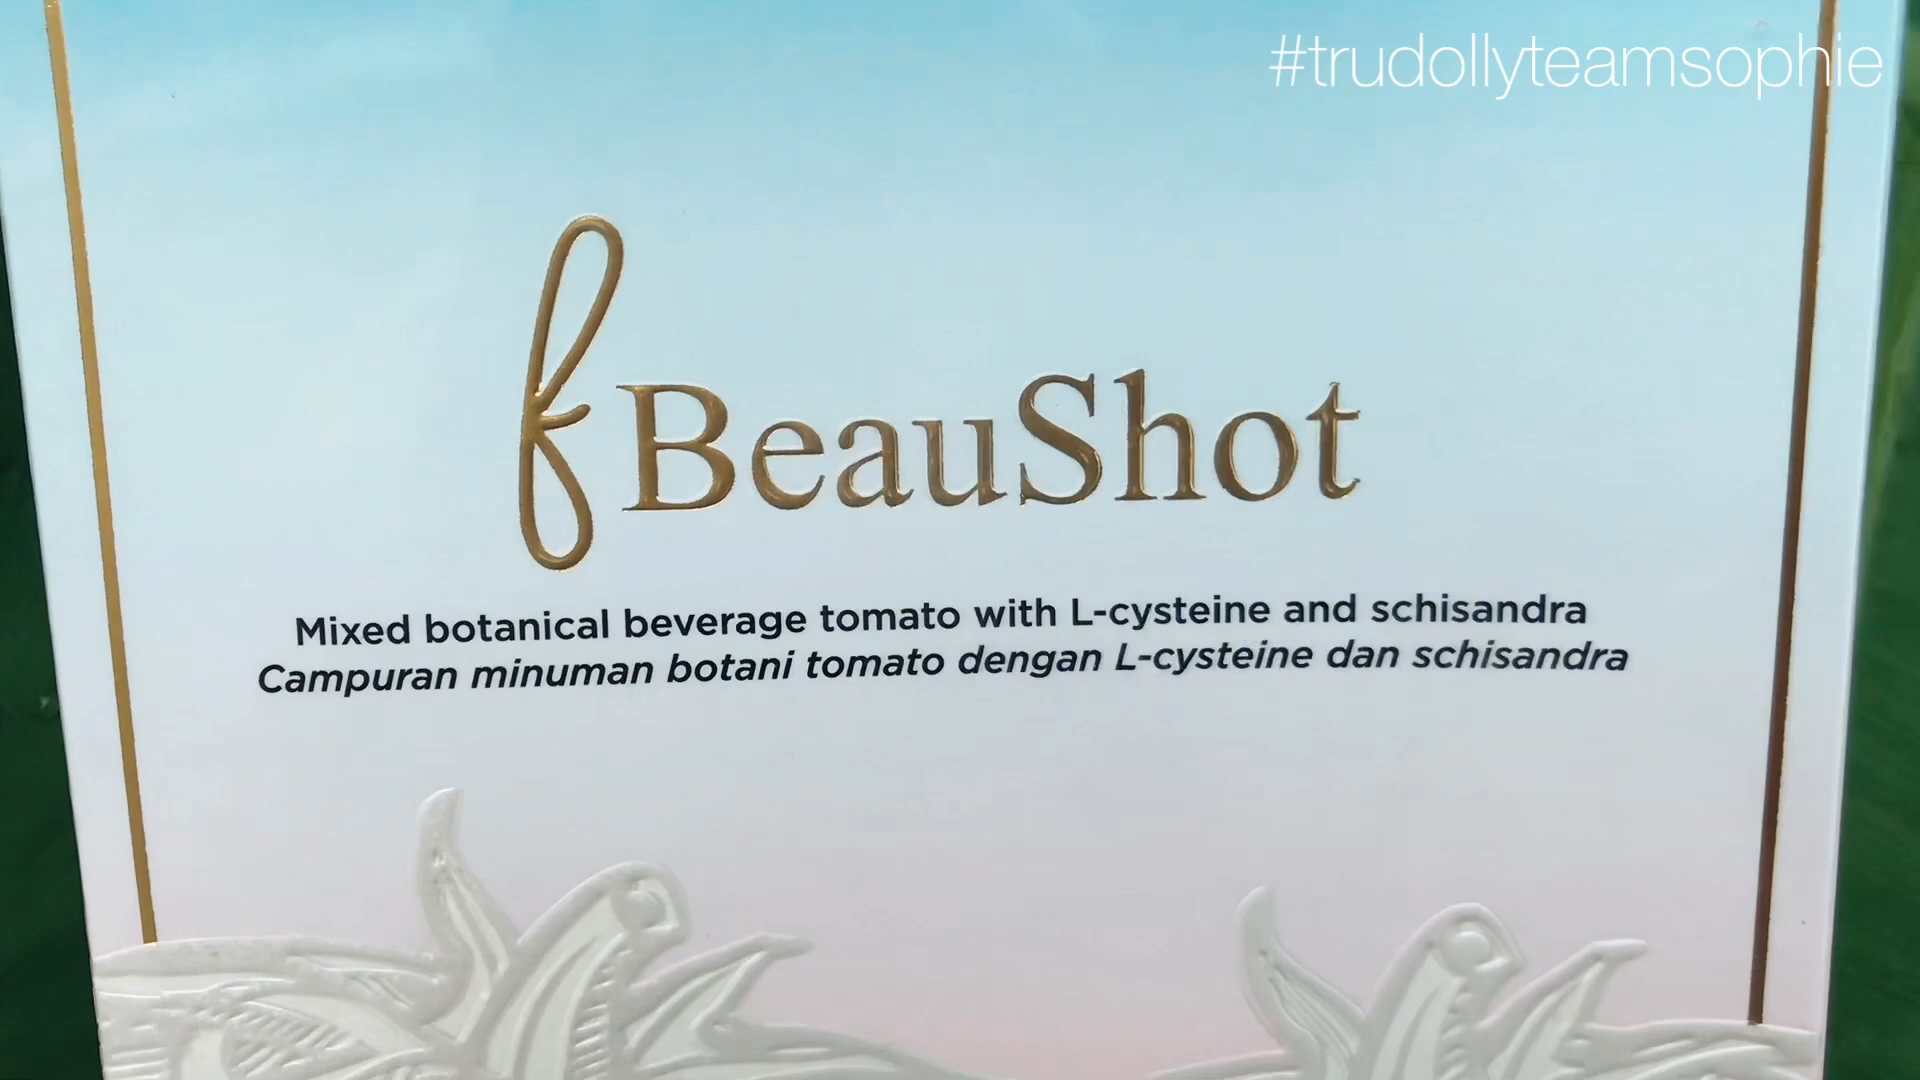 #trudollyteamsophie
f BeauShot
Mixed botanical beverage tomato with L-cysteine and schisandra
Campuran minuman botani tomato dengan L-cysteine dan schisandra